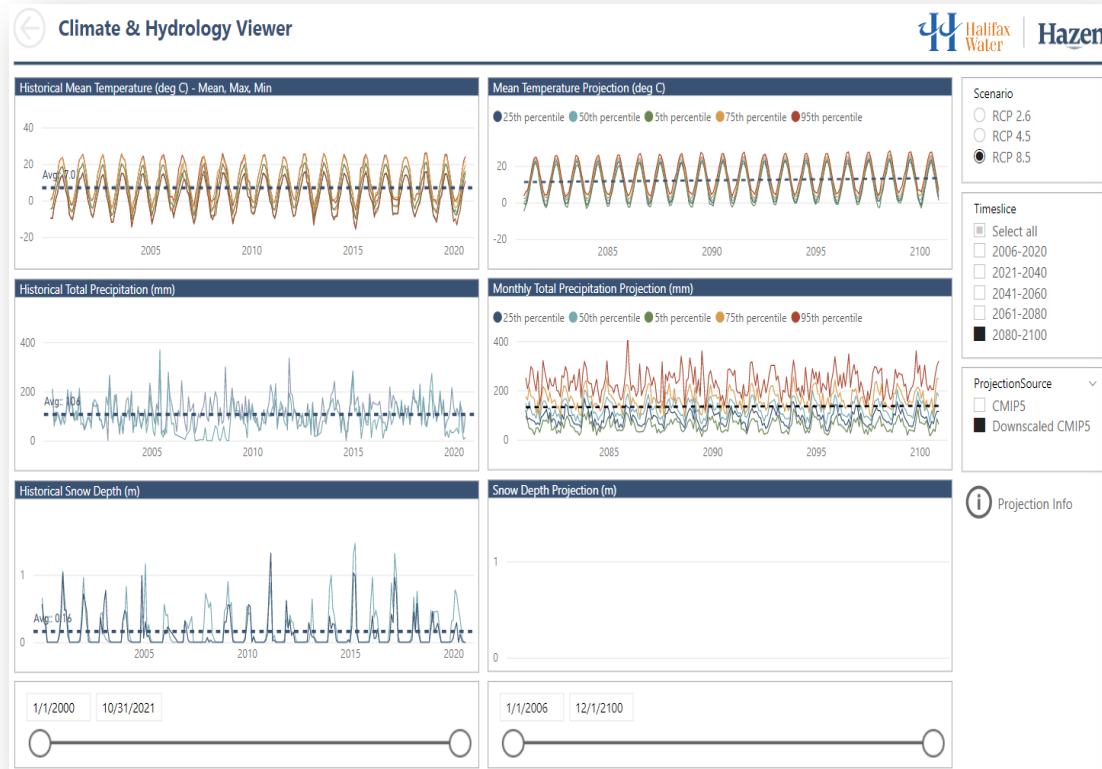 Climate & Hydrology Viewer
Halifax
Water
Hazen
Historical Mean Temperature (deg C) - Mean, Max, Min
40
20
Avg: 7.0
0
-20
2005 2010 2015 2020
Mean Temperature Projection (deg C)
25th percentile 50th percentile 5th percentile 75th percentile 95th percentile
20
0
-20
2085 2090 2095 2100
Scenario
RCP 2.6
RCP 4.5
RCP 8.5
Timeslice
Select all
2006-2020
2021-2040
2041-2060
2061-2080
2080-2100
Historical Total Precipitation (mm)
400
200
Avg: 106
0
2005 2010 2015 2020
Monthly Total Precipitation Projection (mm)
25th percentile 50th percentile 5th percentile 75th percentile 95th percentile
400
200
0
2085 2090 2095 2100
ProjectionSource
CMIP5
Downscaled CMIP5
Historical Snow Depth (m)
1
Avg: 0.16
0
2005 2010 2015 2020
Snow Depth Projection (m)
1
0
i Projection Info
1/1/2000 10/31/2021
1/1/2006 12/1/2100